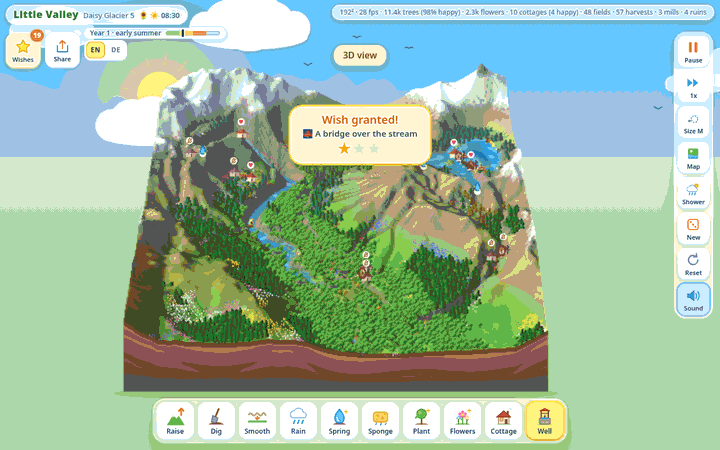 Little Valley Daisy Glacier 5 08:30
192² · 28 fps · 11.4k trees (98% happy) · 2.3k flowers · 10 cottages (4 happy) · 48 fields · 57 harvests · 3 mills · 4 ruins
Year 1 · early summer
19
Wishes
Share
EN DE
3D view
Wish granted!
A bridge over the stream
Pause
1x
Size M
Map
Shower
New
Reset
Sound
Raise Dig Smooth Rain Spring Sponge Plant Flowers Cottage Well